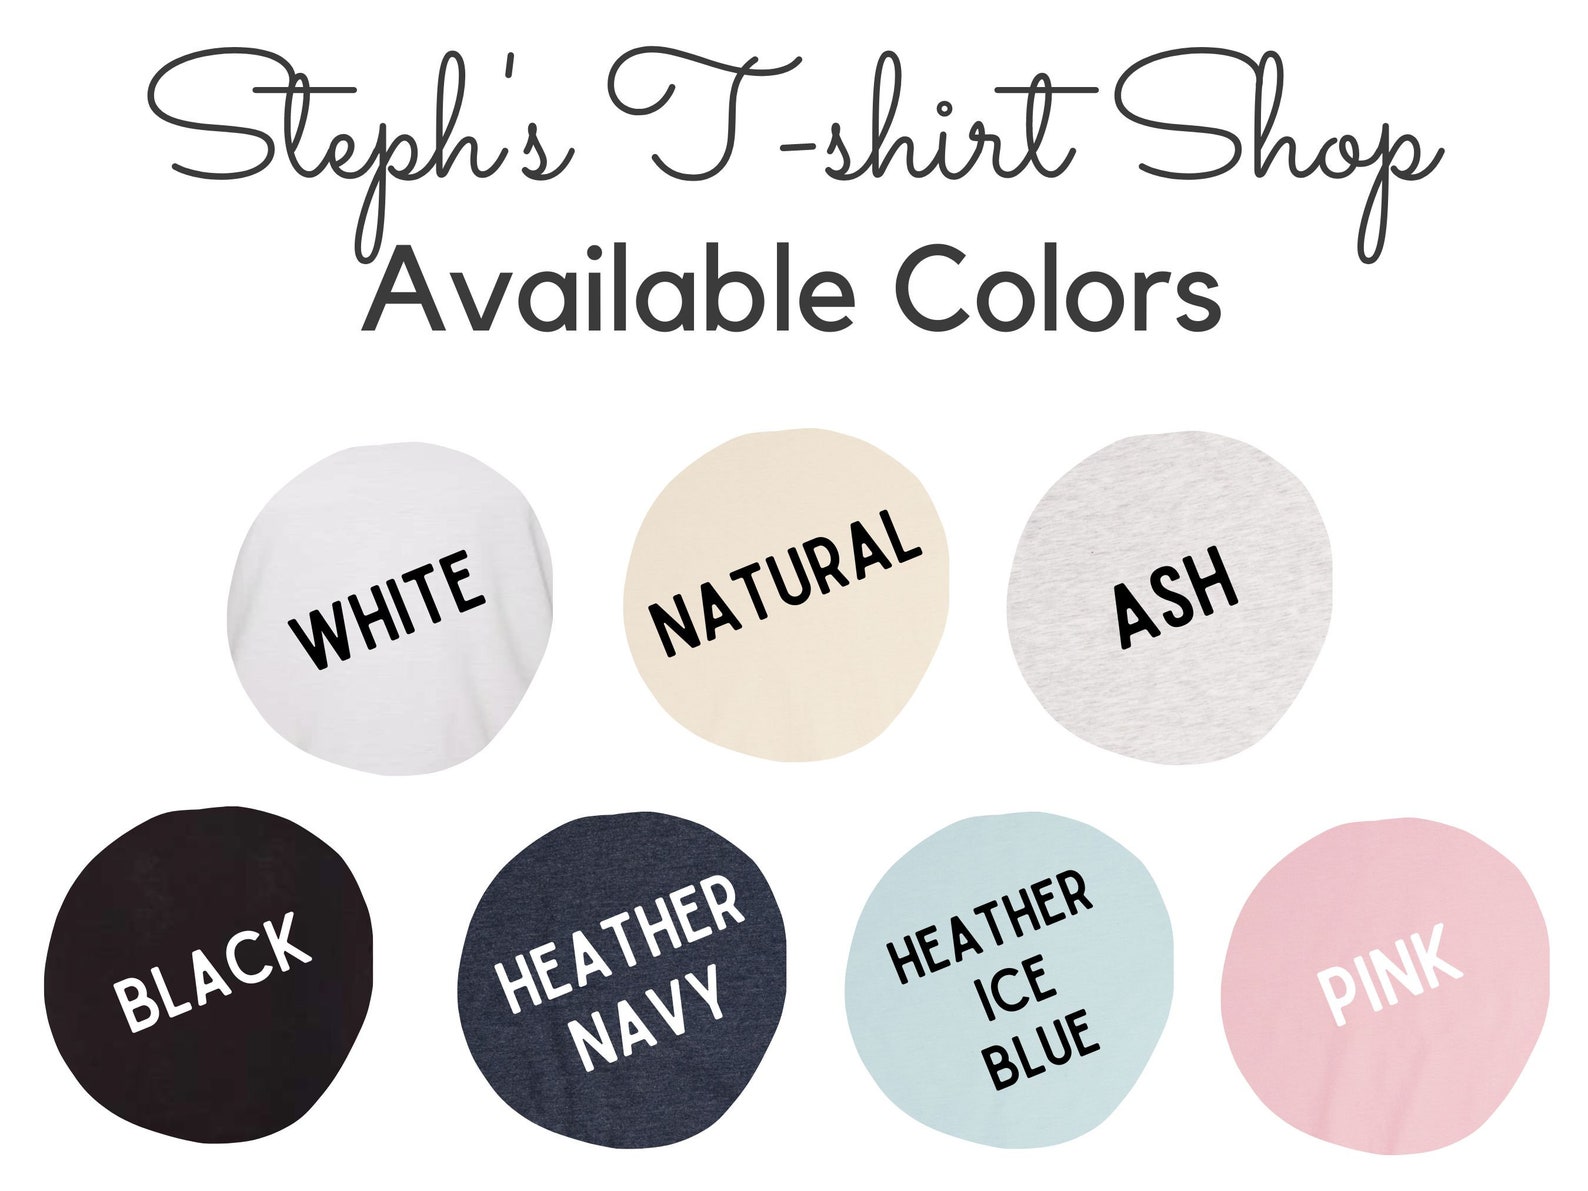 Steph's T-shirt Shop
Available Colors
WHITE
NATURAL
ASH
BLACK
HEATHER
NAVY
HEATHER
ICE
BLUE
PINK